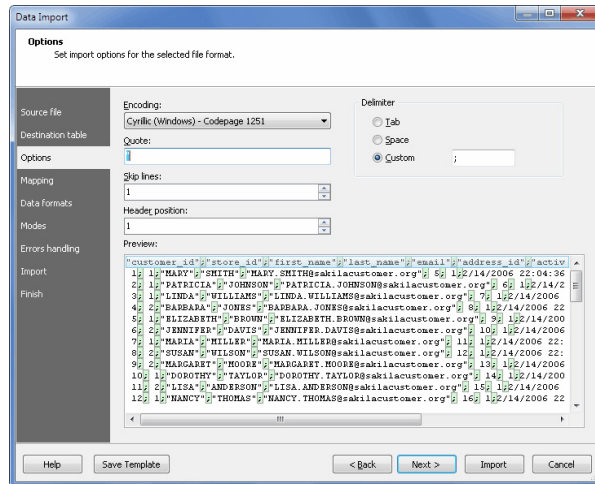 Data Import
Options
Set import options for the selected file format.
Source file
Destination table
Options
Mapping
Data formats
Modes
Errors handling
Import
Finish
Encoding:
Cyrillic (Windows) - Codepage 1251
Quote:
Skip lines:
1
Header position:
1
Delimiter
Tab
Space
Custom
;
Preview:
"customer_id";"store_id";"first_name";"last_name";"email";"address_id";"activ
1; 1;"MARY";"SMITH";"MARY.SMITH@sakilacustomer.org"; 5; 1;2/14/2006 22:04:36
2; 1;"PATRICIA";"JOHNSON";"PATRICIA.JOHNSON@sakilacustomer.org"; 6; 1;2/14/2
3; 1;"LINDA";"WILLIAMS";"LINDA.WILLIAMS@sakilacustomer.org"; 7; 1;2/14/2006
4; 2;"BARBARA";"JONES";"BARBARA.JONES@sakilacustomer.org"; 8; 1;2/14/2006 22
5; 1;"ELIZABETH";"BROWN";"ELIZABETH.BROWN@sakilacustomer.org"; 9; 1;2/14/200
6; 2;"JENNIFER";"DAVIS";"JENNIFER.DAVIS@sakilacustomer.org"; 10; 1;2/14/2006
7; 1;"MARIA";"MILLER";"MARIA.MILLER@sakilacustomer.org"; 11; 1;2/14/2006 22:
8; 2;"SUSAN";"WILSON";"SUSAN.WILSON@sakilacustomer.org"; 12; 1;2/14/2006 22:
9; 2;"MARGARET";"MOORE";"MARGARET.MOORE@sakilacustomer.org"; 13; 1;2/14/2006
10; 1;"DOROTHY";"TAYLOR";"DOROTHY.TAYLOR@sakilacustomer.org"; 14; 1;2/14/200
11; 2;"LISA";"ANDERSON";"LISA.ANDERSON@sakilacustomer.org"; 15; 1;2/14/2006
12; 1;"NANCY";"THOMAS";"NANCY.THOMAS@sakilacustomer.org"; 16; 1;2/14/2006 22
Help
Save Template
< Back
Next >
Import
Cancel